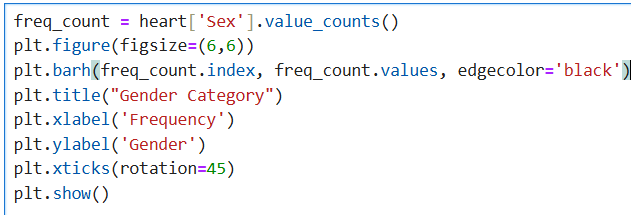 freq_count = heart['Sex'].value_counts()
plt.figure(figsize=(6,6))
plt.barh(freq_count.index, freq_count.values, edgecolor='black')
plt.title("Gender Category")
plt.xlabel('Frequency')
plt.ylabel('Gender')
plt.xticks(rotation=45)
plt.show()